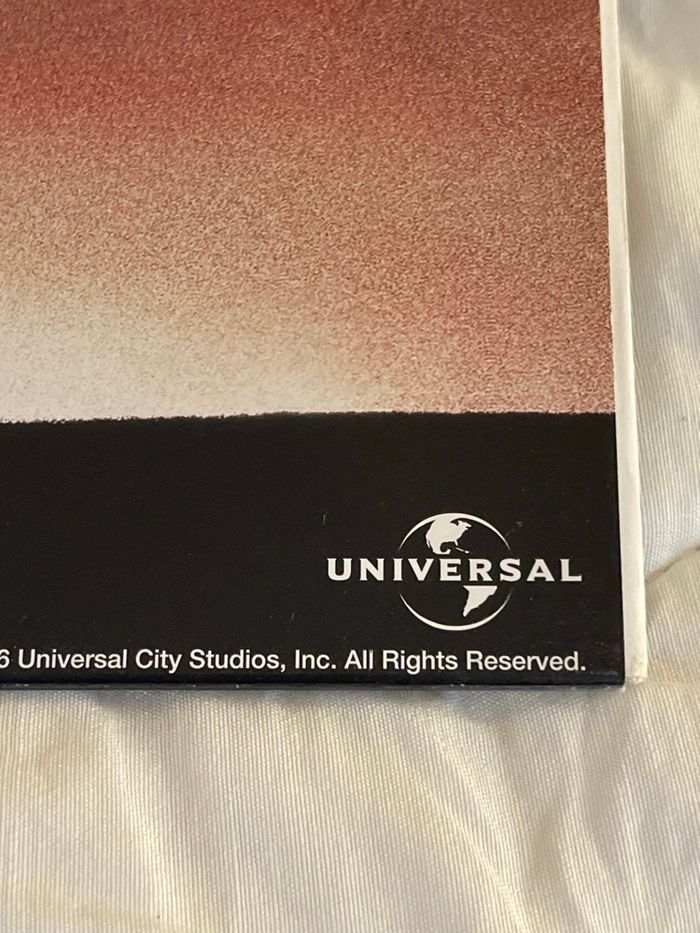 UNIVERSAL
6 Universal City Studios, Inc. All Rights Reserved.